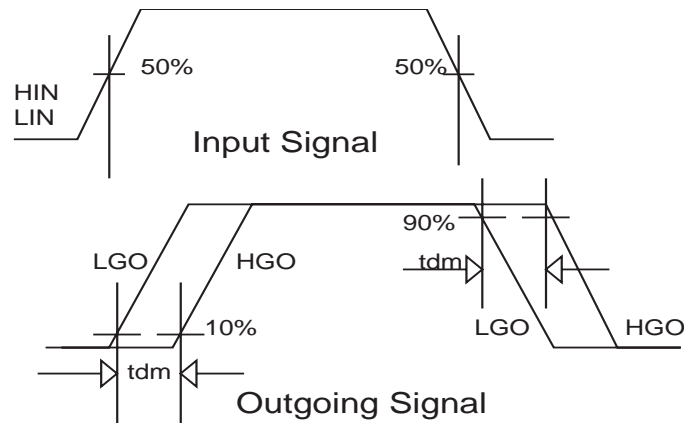 50%
50%
HIN
LIN
Input Signal
90%
LGO
HGO
tdm
10%
LGO
HGO
tdm
Outgoing Signal